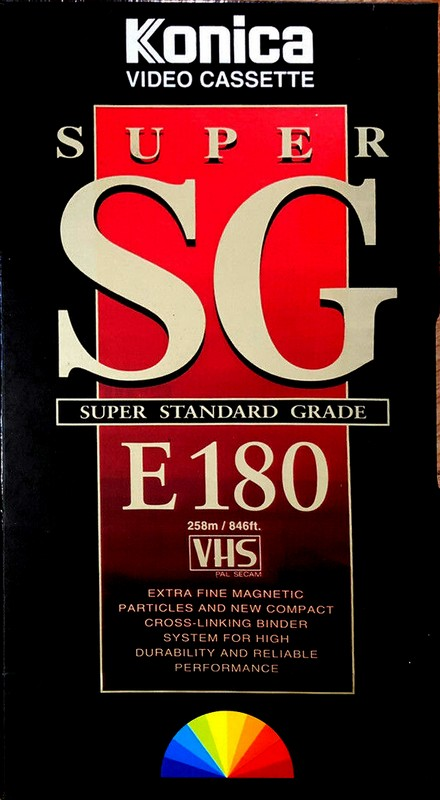 Konica
VIDEO CASSETTE
SUPER
SG
SUPER STANDARD GRADE
E180
258m / 846ft.
VHS
PAL SECAM
EXTRA FINE MAGNETIC
PARTICLES AND NEW COMPACT
CROSS-LINKING BINDER
SYSTEM FOR HIGH
DURABILITY AND RELIABLE
PERFORMANCE